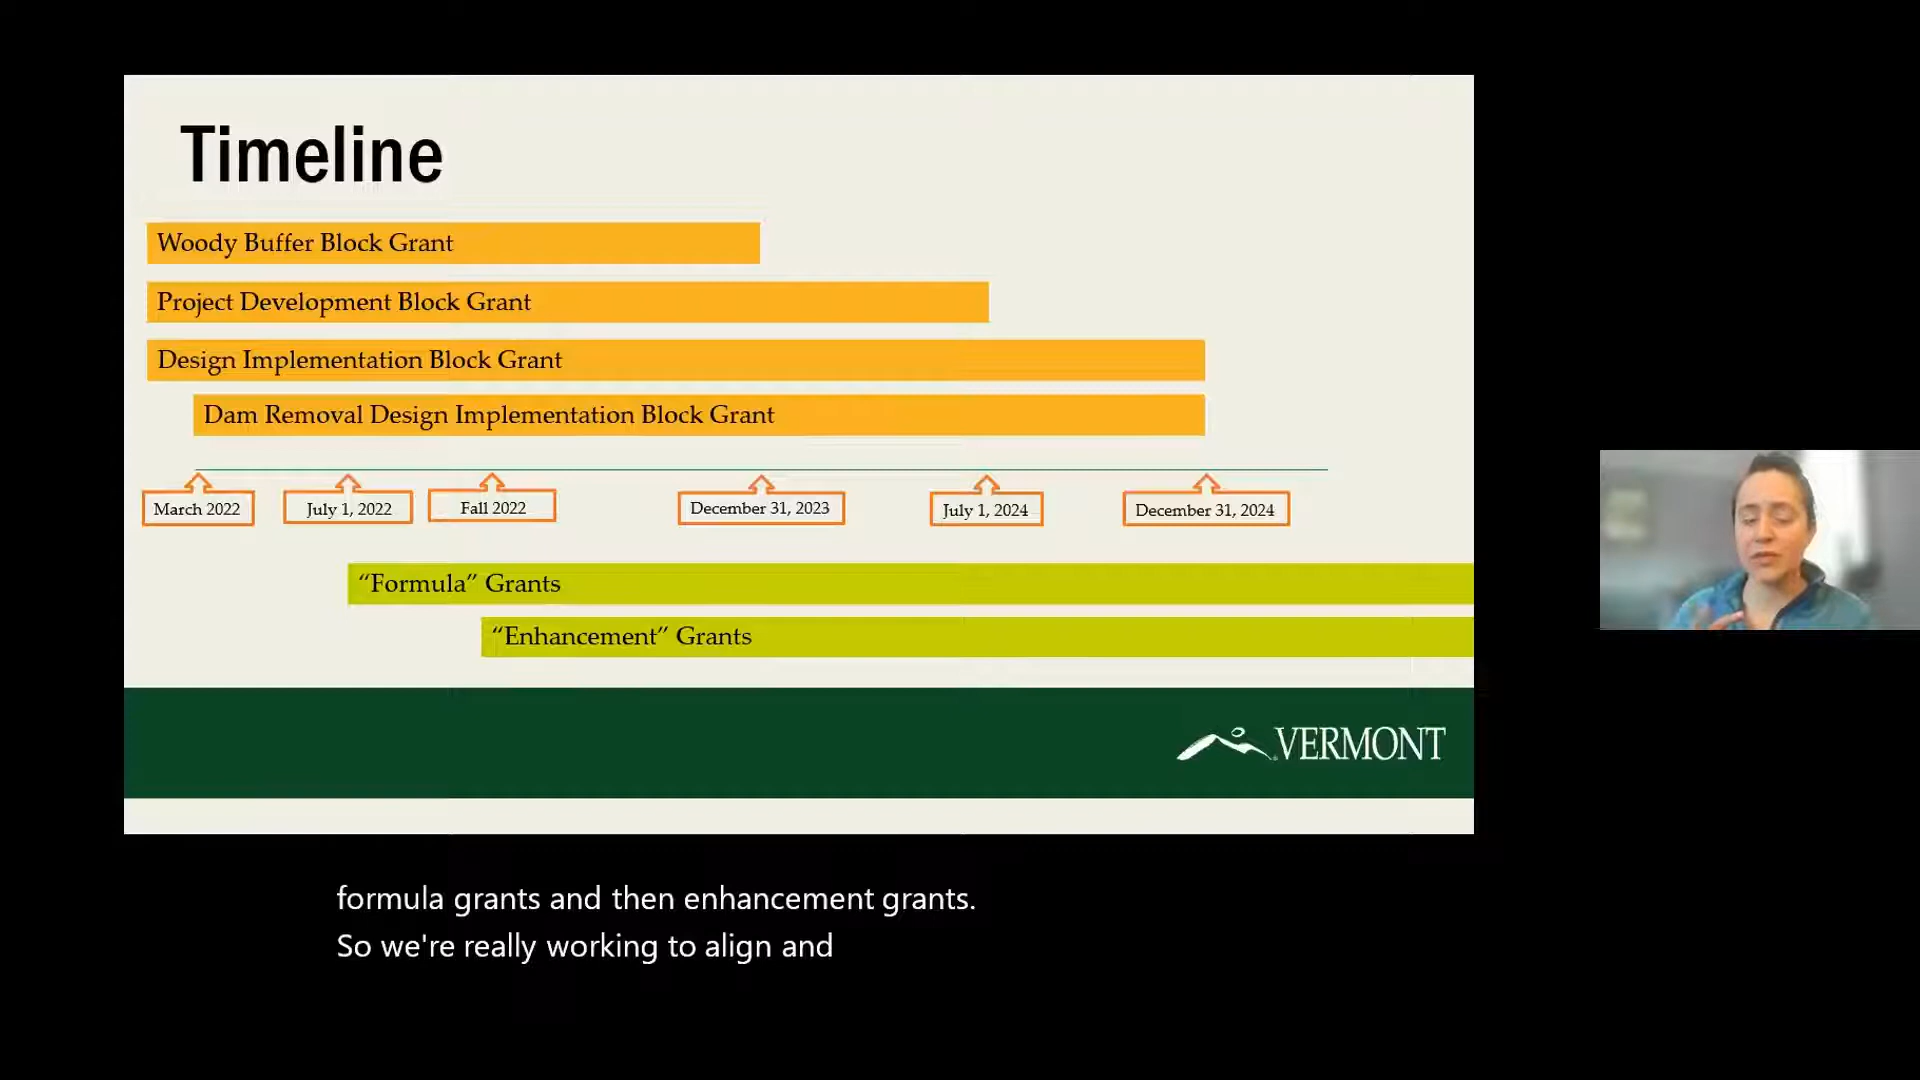 Timeline
Woody Buffer Block Grant
Project Development Block Grant
Design Implementation Block Grant
Dam Removal Design Implementation Block Grant
March 2022
July 1, 2022
Fall 2022
December 31, 2023
July 1, 2024
December 31, 2024
“Formula” Grants
“Enhancement” Grants
VERMONT
formula grants and then enhancement grants.
So we're really working to align and